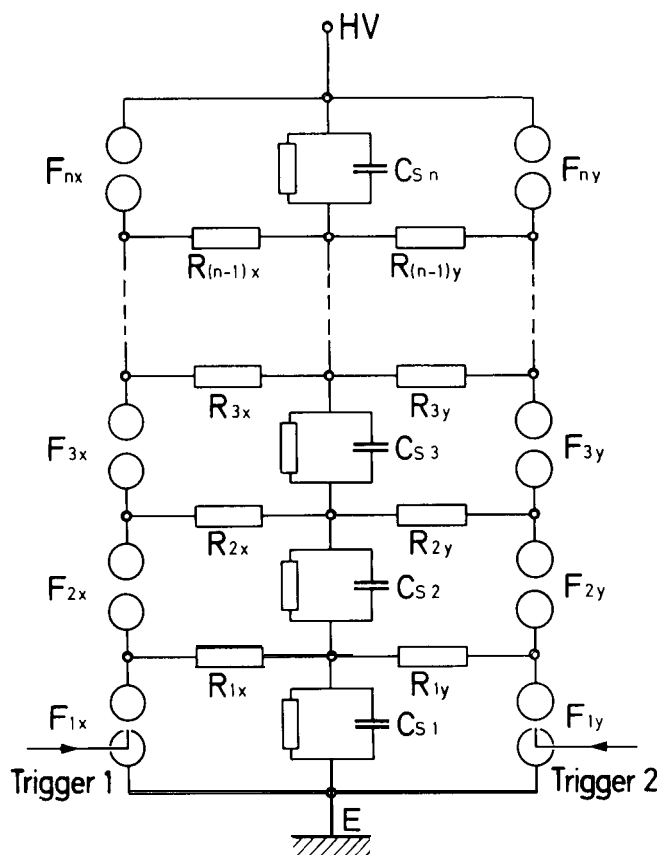 HV
Fnx
CSn
Fny
R(n-1)x
R(n-1)y
R3x
R3y
F3x
CS3
F3y
R2x
R2y
F2x
CS2
F2y
R1x
R1y
F1x
CS1
F1y
Trigger 1
Trigger 2
E